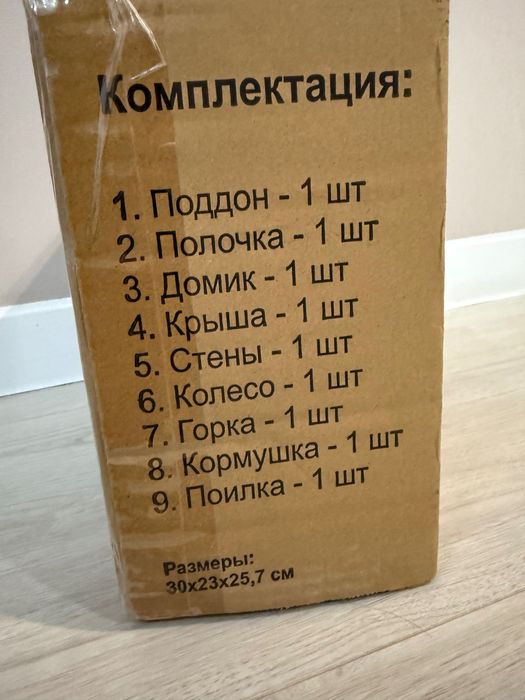 Комплектация:
1. Поддон - 1 шт
2. Полочка - 1 шт
3. Домик - 1 шт
4. Крыша - 1 шт
5. Стены - 1 шт
6. Колесо - 1 шт
7. Горка - 1 шт
8. Кормушка - 1 шт
9. Поилка - 1 шт
Размеры:
30х23х25,7 см